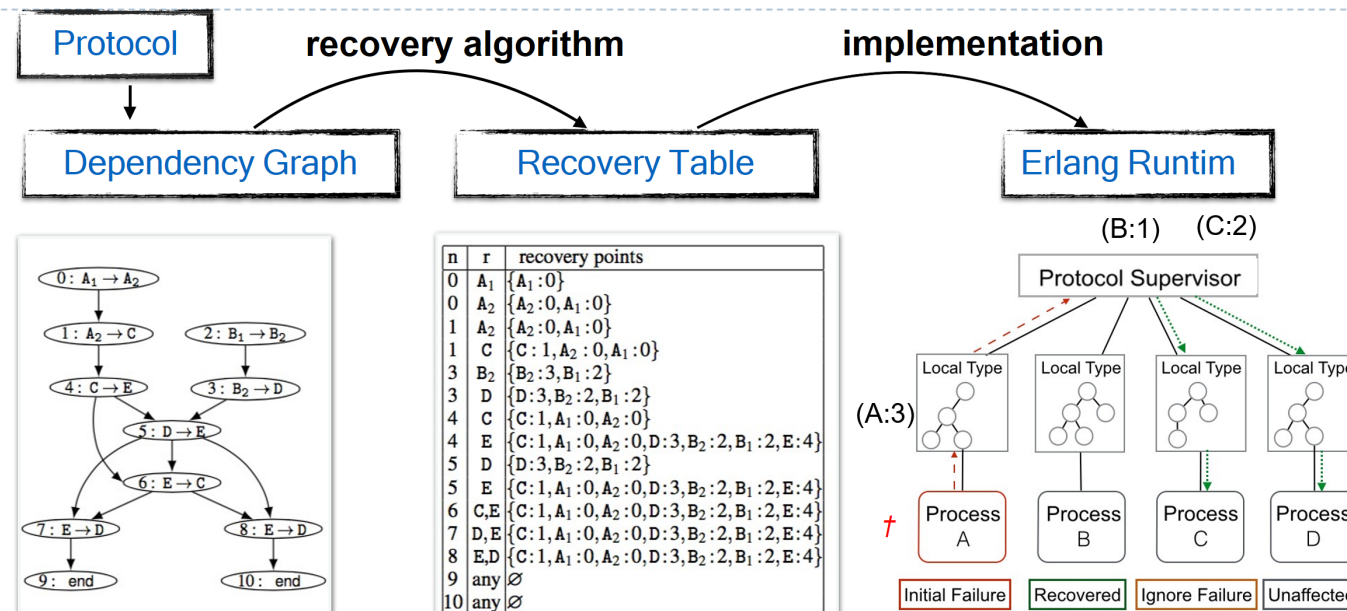 Protocol
recovery algorithm
implementation
Dependency Graph
Recovery Table
Erlang Runtim
(B:1)
(C:2)
0: A₁ → A₂
1: A₂ → C
2: B₁ → B₂
4: C → E
3: B₂ → D
5: D → E
6: E → C
7: E → D
8: E → D
9: end
10: end
n r recovery points
0 A₁ {A₁:0}
0 A₂ {A₂:0,A₁:0}
1 A₂ {A₂:0,A₁:0}
1 C {C:1,A₂:0,A₁:0}
3 B₂ {B₂:3,B₁:2}
3 D {D:3,B₂:2,B₁:2}
4 C {C:1,A₁:0,A₂:0}
4 E {C:1,A₁:0,A₂:0,D:3,B₂:2,B₁:2,E:4}
5 D {D:3,B₂:2,B₁:2}
5 E {C:1,A₁:0,A₂:0,D:3,B₂:2,B₁:2,E:4}
6 C,E {C:1,A₁:0,A₂:0,D:3,B₂:2,B₁:2,E:4}
7 D,E {C:1,A₁:0,A₂:0,D:3,B₂:2,B₁:2,E:4}
8 E,D {C:1,A₁:0,A₂:0,D:3,B₂:2,B₁:2,E:4}
9 any ∅
10 any ∅
Protocol Supervisor
Local Type
Local Type
Local Type
Local Type
(A:3)
†
Process
A
Process
B
Process
C
Process
D
Initial Failure
Recovered
Ignore Failure
Unaffected